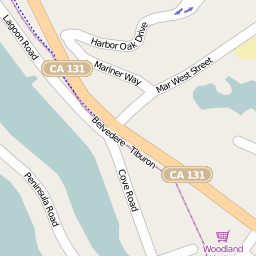 Lagoon Road
Harbor Oak Drive
Mariner Way
Mar West Street
CA 131
Belvedere - Tiburon
CA 131
Peninsula Road
Cove Road
Woodland